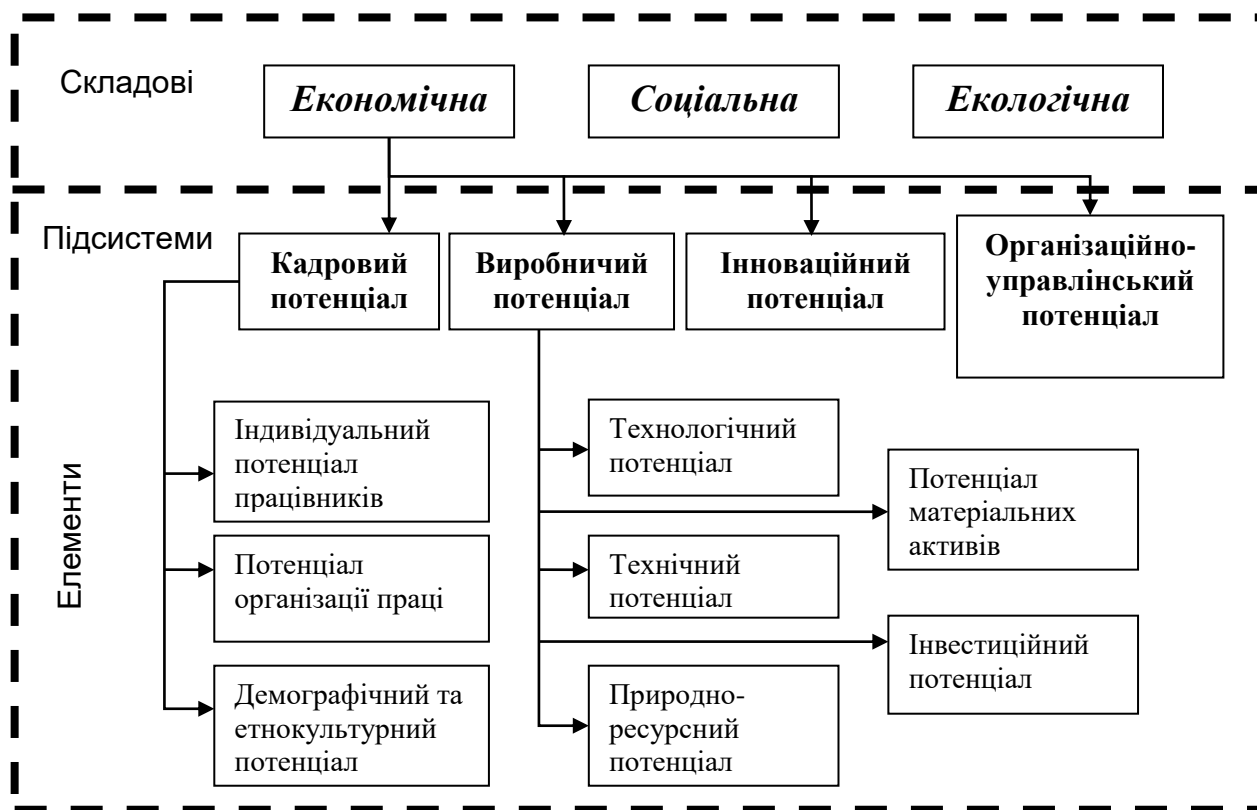 Складові
Економічна
Соціальна
Екологічна
Підсистеми
Кадровий
потенціал
Виробничий
потенціал
Інноваційний
потенціал
Організаційно-
управлінський
потенціал
Елементи
Індивідуальний
потенціал
працівників
Потенціал
організації праці
Демографічний та
етнокультурний
потенціал
Технологічний
потенціал
Технічний
потенціал
Природно-
ресурсний
потенціал
Потенціал
матеріальних
активів
Інвестиційний
потенціал